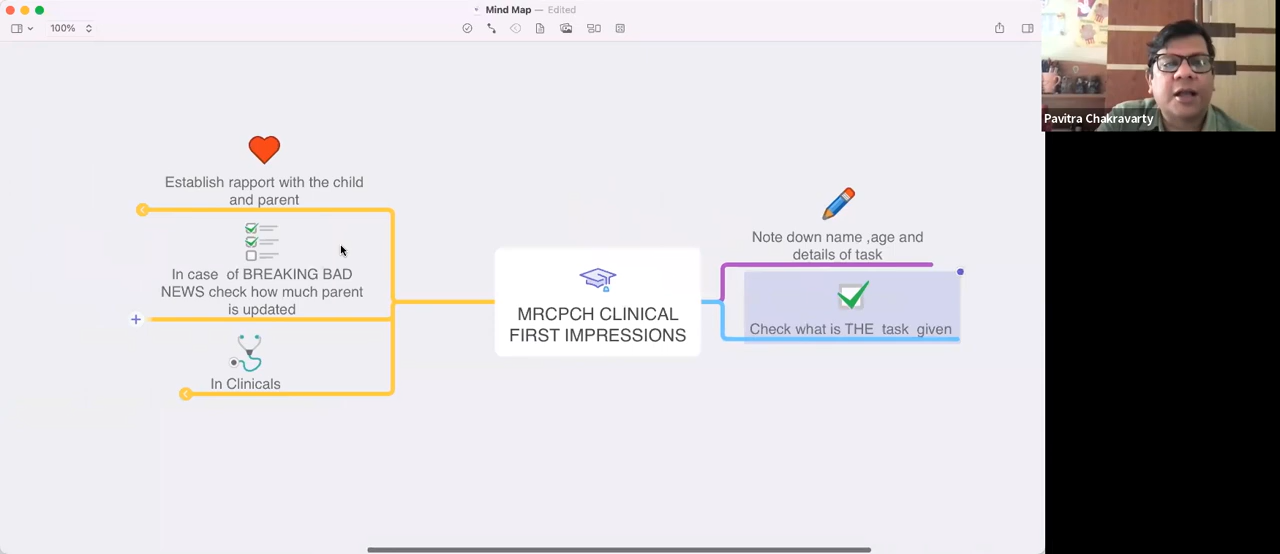 Mind Map — Edited
100%
Pavitra Chakravarty
Establish rapport with the child
and parent
In case of BREAKING BAD
NEWS check how much parent
is updated
In Clinicals
MRCPCH CLINICAL
FIRST IMPRESSIONS
Note down name ,age and
details of task
Check what is THE task given